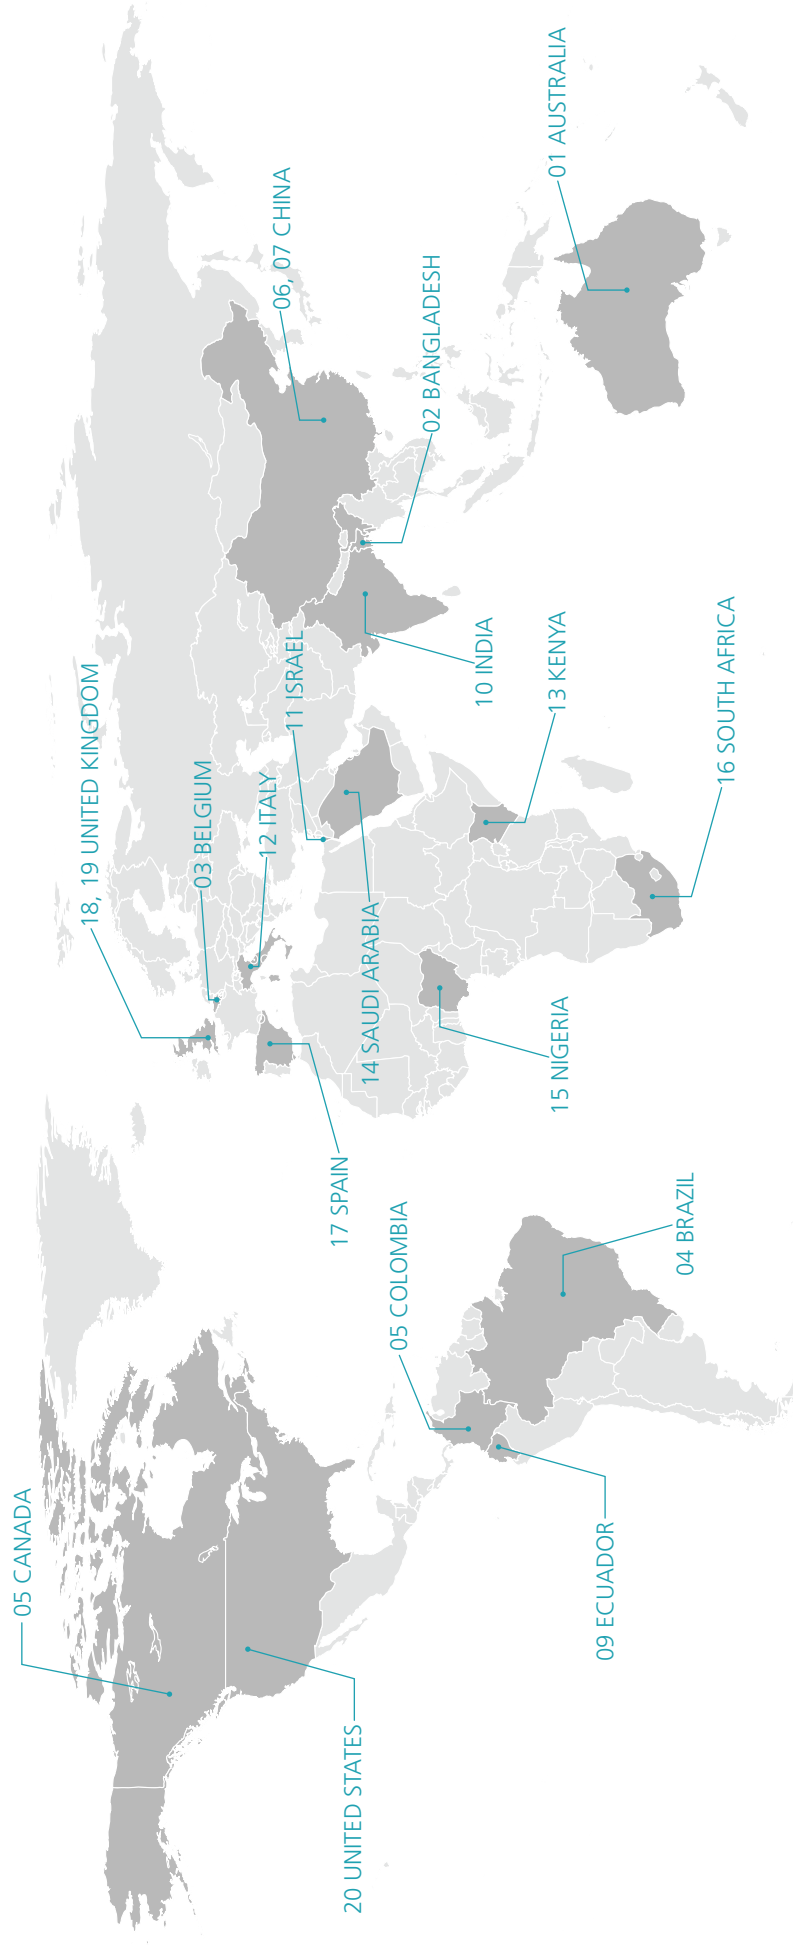 05 CANADA
20 UNITED STATES
05 COLOMBIA
09 ECUADOR
04 BRAZIL
18, 19 UNITED KINGDOM
03 BELGIUM
12 ITALY
17 SPAIN
11 ISRAEL
14 SAUDI ARABIA
15 NIGERIA
13 KENYA
16 SOUTH AFRICA
06, 07 CHINA
02 BANGLADESH
10 INDIA
01 AUSTRALIA